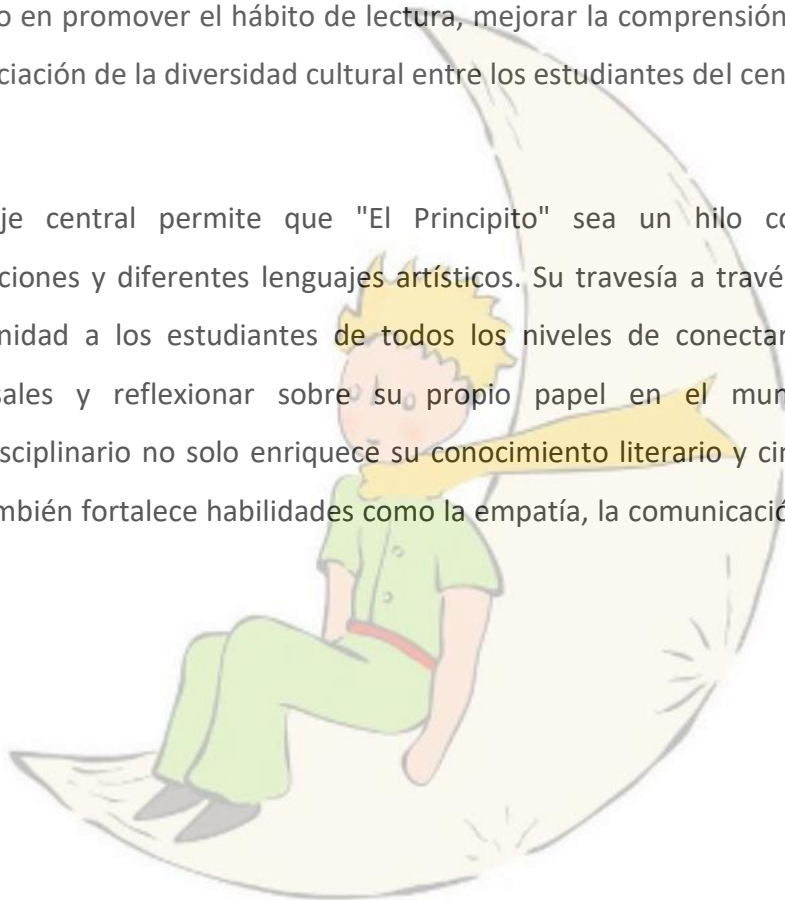 o en promover el hábito de lectura, mejorar la comprensión
ciación de la diversidad cultural entre los estudiantes del cen
je central permite que "El Principito" sea un hilo co
ciones y diferentes lenguajes artísticos. Su travesía a travé
nidad a los estudiantes de todos los niveles de conectar
sales y reflexionar sobre su propio papel en el mun
sciplinario no solo enriquece su conocimiento literario y cin
mbién fortalece habilidades como la empatía, la comunicació